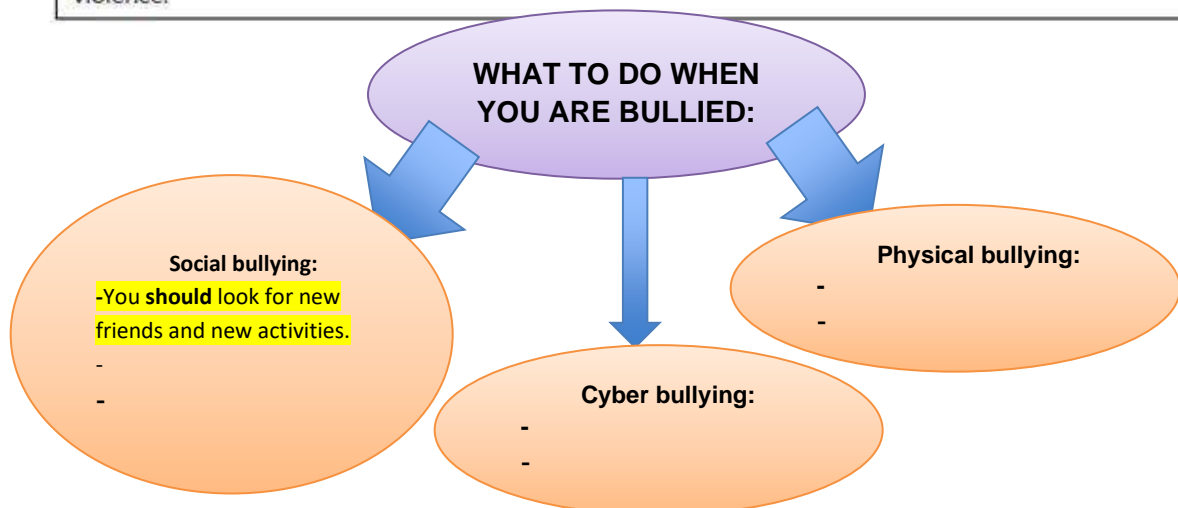 violence.
WHAT TO DO WHEN
YOU ARE BULLIED:
Social bullying:
-You should look for new
friends and new activities.
-
-
Physical bullying:
-
-
Cyber bullying:
-
-